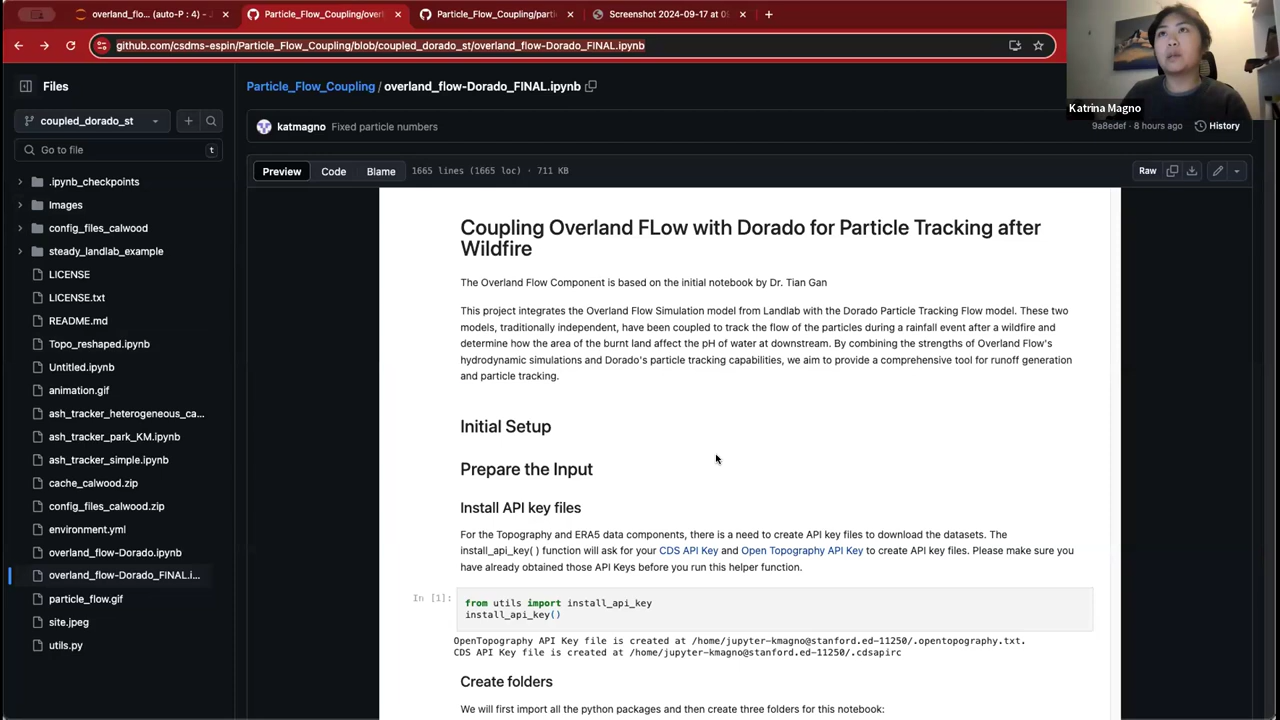 overland_flo... (auto-P : 4) - J
Particle_Flow_Coupling/overl
Particle_Flow_Coupling/parti
Screenshot 2024-09-17 at 0
github.com/csdms-espin/Particle_Flow_Coupling/blob/coupled_dorado_st/overland_flow-Dorado_FINAL.ipynb
Katrina Magno
Files
Particle_Flow_Coupling / overland_flow-Dorado_FINAL.ipynb
coupled_dorado_st
katmagno Fixed particle numbers
9a8edef · 8 hours ago
History
Go to file
t
Preview
Code
Blame
1665 lines (1665 loc) · 711 KB
Raw
.ipynb_checkpoints
Images
config_files_calwood
steady_landlab_example
LICENSE
LICENSE.txt
README.md
Topo_reshaped.ipynb
Untitled.ipynb
animation.gif
ash_tracker_heterogeneous_ca...
ash_tracker_park_KM.ipynb
ash_tracker_simple.ipynb
cache_calwood.zip
config_files_calwood.zip
environment.yml
overland_flow-Dorado.ipynb
overland_flow-Dorado_FINAL.i...
particle_flow.gif
site.jpeg
utils.py
Coupling Overland FLow with Dorado for Particle Tracking after
Wildfire
The Overland Flow Component is based on the initial notebook by Dr. Tian Gan
This project integrates the Overland Flow Simulation model from Landlab with the Dorado Particle Tracking Flow model. These two
models, traditionally independent, have been coupled to track the flow of the particles during a rainfall event after a wildfire and
determine how the area of the burnt land affect the pH of water at downstream. By combining the strengths of Overland Flow's
hydrodynamic simulations and Dorado's particle tracking capabilities, we aim to provide a comprehensive tool for runoff generation
and particle tracking.
Initial Setup
Prepare the Input
Install API key files
For the Topography and ERA5 data components, there is a need to create API key files to download the datasets. The
install_api_key( ) function will ask for your CDS API Key and Open Topography API Key to create API key files. Please make sure you
have already obtained those API Keys before you run this helper function.
In [1]:
from utils import install_api_key
install_api_key()
OpenTopography API Key file is created at /home/jupyter-kmagno@stanford.ed-11250/.opentopography.txt.
CDS API Key file is created at /home/jupyter-kmagno@stanford.ed-11250/.cdsapirc
Create folders
We will first import all the python packages and then create three folders for this notebook: